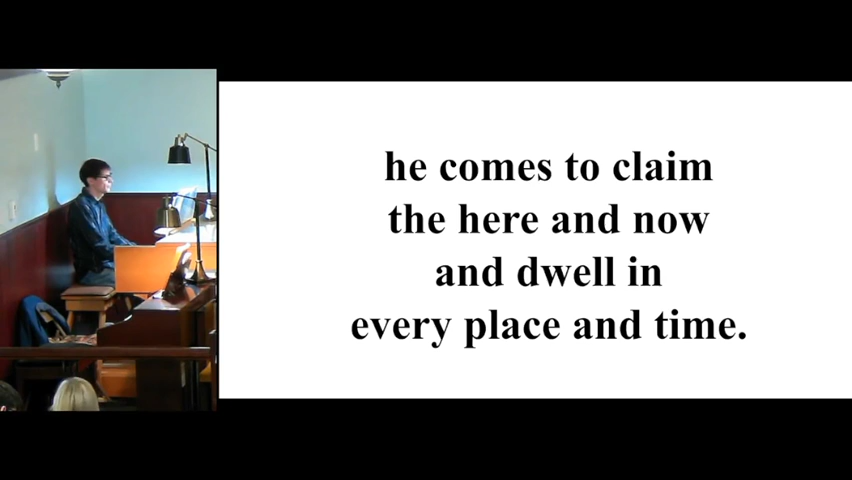 he comes to claim
the here and now
and dwell in
every place and time.